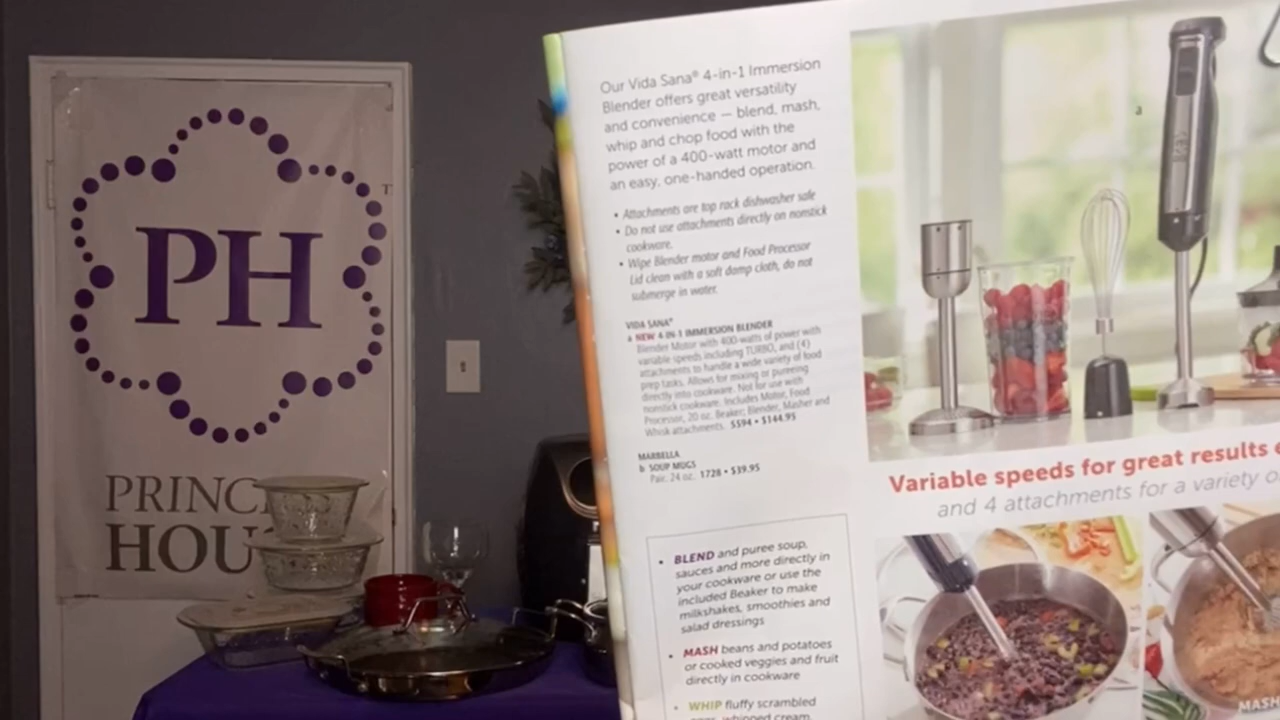 PH
T
PRINC
HOU
Our Vida Sana® 4-in-1 Immersion
Blender offers great versatility
and convenience — blend, mash,
whip and chop food with the
power of a 400-watt motor and
an easy, one-handed operation.
• Attachments are top rack dishwasher safe
• Do not use attachments directly on nonstick
cookware.
• Wipe Blender motor and Food Processor
Lid clean with a soft damp cloth, do not
submerge in water.
VIDA SANA®
a NEW 4-IN-1 IMMERSION BLENDER
Blender Motor with 400-watts of power with
variable speeds including TURBO, and (4)
attachments to handle a wide variety of food
prep tasks. Allows for mixing or pureeing
directly into cookware. Not for use with
nonstick cookware. Includes Motor, Food
Processor, 20 oz. Beaker, Blender, Masher and
Whisk attachments. 5594 • $144.95
MARBELLA
b SOUP MUGS
Pair. 24 oz. 1728 • $39.95
• BLEND and puree soup,
sauces and more directly in
your cookware or use the
included Beaker to make
milkshakes, smoothies and
salad dressings
• MASH beans and potatoes
or cooked veggies and fruit
directly in cookware
• WHIP fluffy scrambled
eggs, whipped cream
a
Variable speeds for great results
and 4 attachments for a variety o
MASH